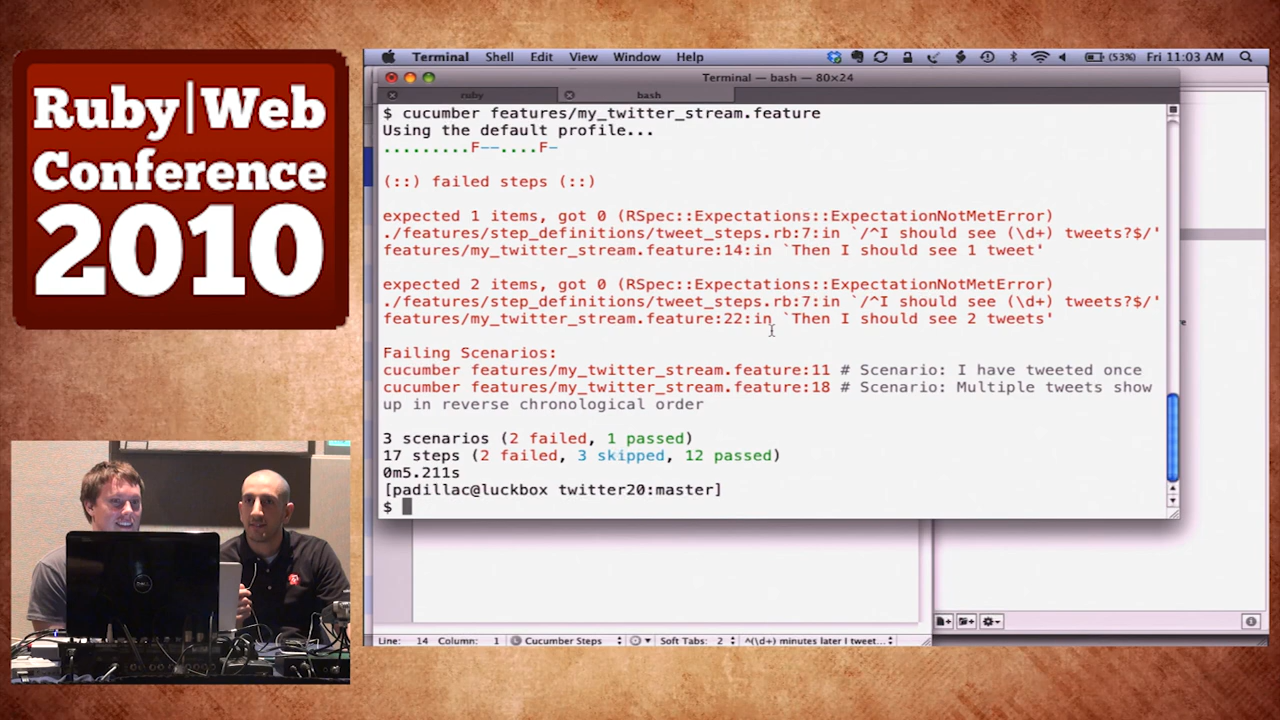 Ruby|Web
Conference
2010
Terminal Shell Edit View Window Help (53%) Fri 11:03 AM
Terminal — bash — 80×24
ruby bash
$ cucumber features/my_twitter_stream.feature
Using the default profile...
.........F--....F-
(::) failed steps (::)
expected 1 items, got 0 (RSpec::Expectations::ExpectationNotMetError)
./features/step_definitions/tweet_steps.rb:7:in `/^I should see (\d+) tweets?$/'
features/my_twitter_stream.feature:14:in `Then I should see 1 tweet'
expected 2 items, got 0 (RSpec::Expectations::ExpectationNotMetError)
./features/step_definitions/tweet_steps.rb:7:in `/^I should see (\d+) tweets?$/'
features/my_twitter_stream.feature:22:in `Then I should see 2 tweets'
Failing Scenarios:
cucumber features/my_twitter_stream.feature:11 # Scenario: I have tweeted once
cucumber features/my_twitter_stream.feature:18 # Scenario: Multiple tweets show
up in reverse chronological order
3 scenarios (2 failed, 1 passed)
17 steps (2 failed, 3 skipped, 12 passed)
0m5.211s
[padillac@luckbox twitter20:master]
$
Line: 14 Column: 1 Cucumber Steps Soft Tabs: 2 ^(\d+) minutes later I tweet...
DELL